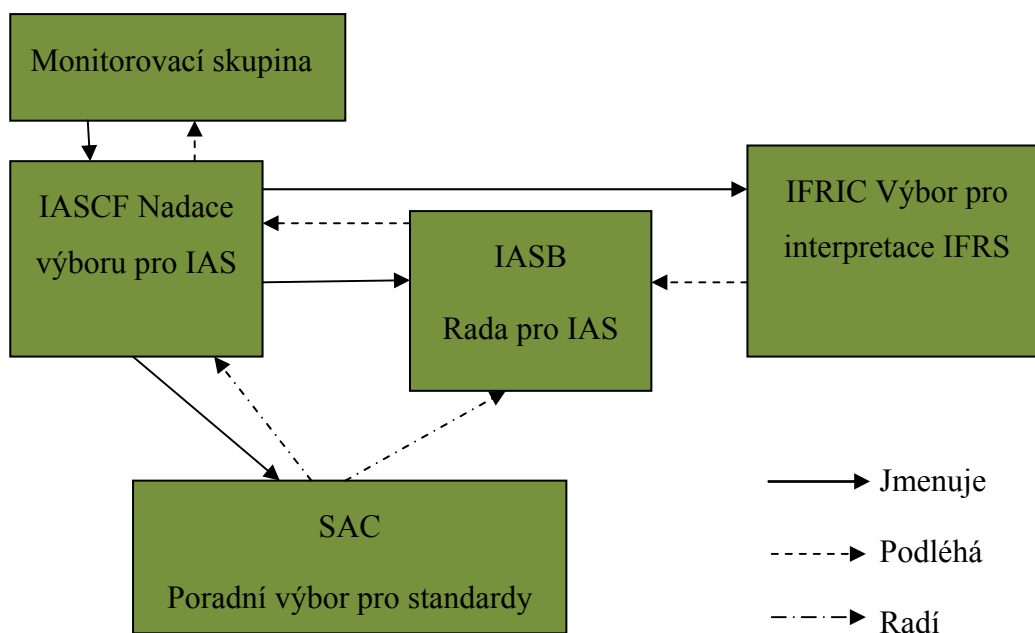 Monitorovací skupina
IASCF Nadace
výboru pro IAS
IASB
Rada pro IAS
IFRIC Výbor pro
interpretace IFRS
SAC
Poradní výbor pro standardy
Jmenuje
Podléhá
Radí